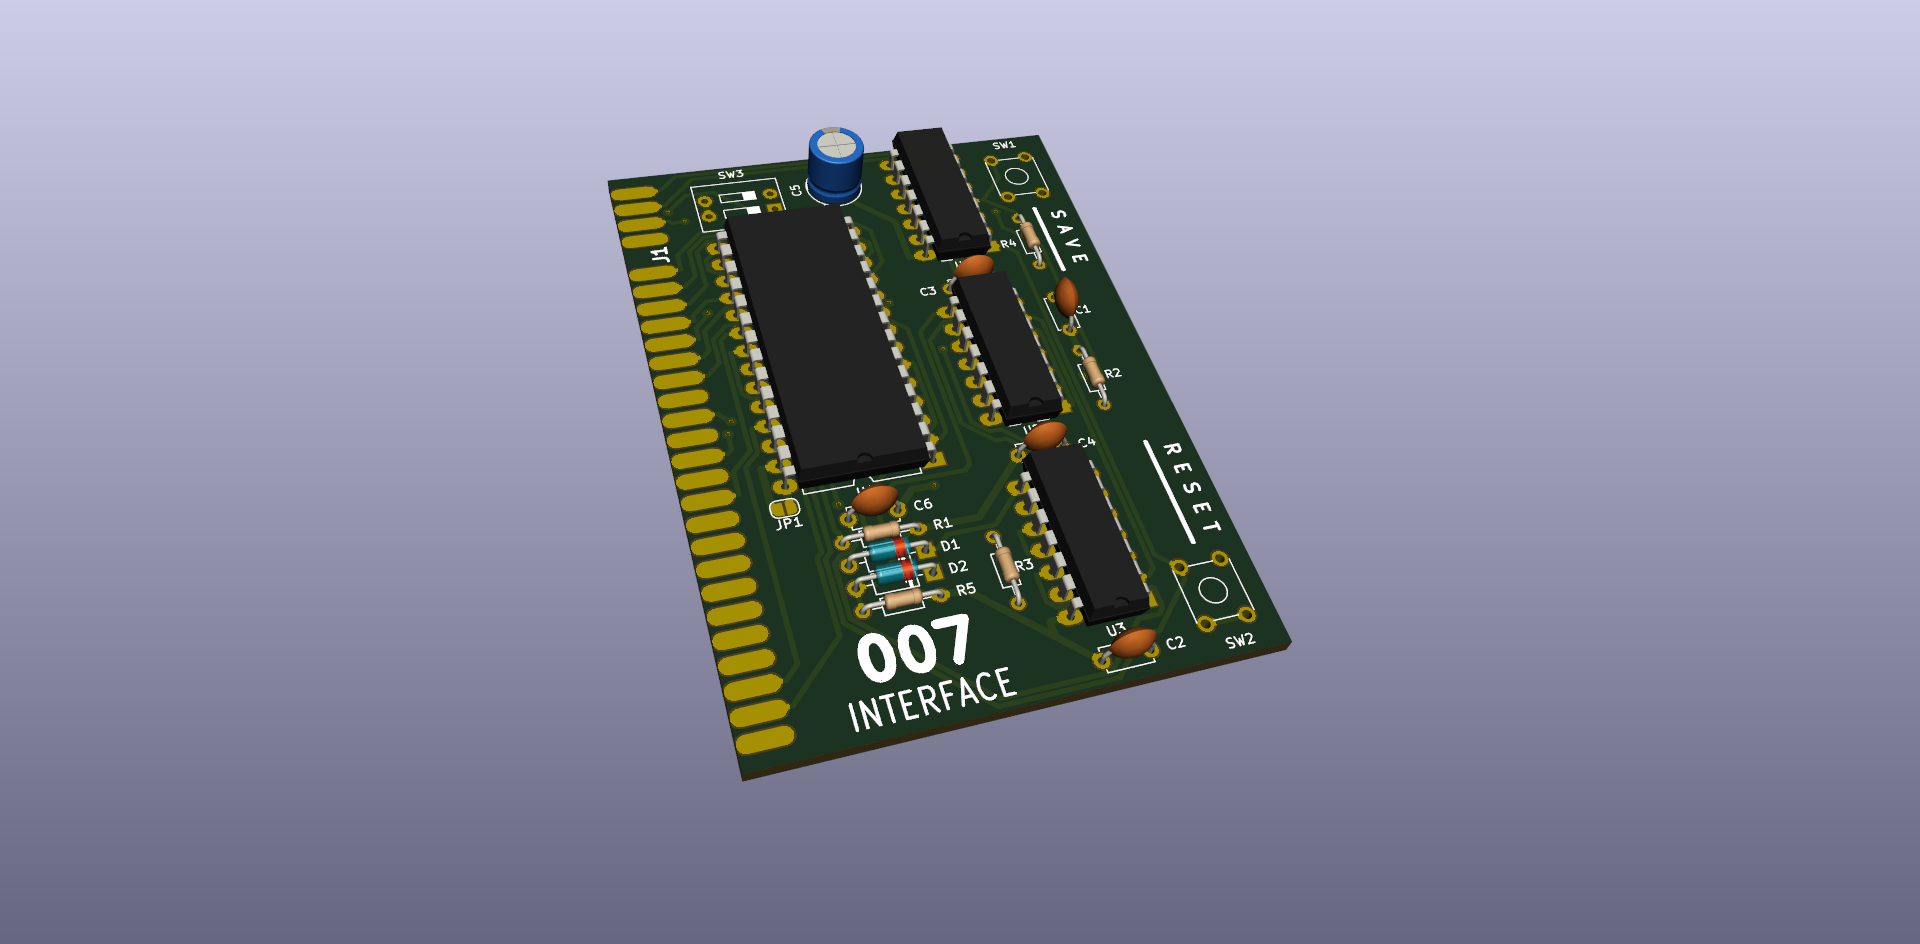 SW3
C5
SW1
J1
SAVE
R4
C3
C1
R2
C4
RESET
JP1
C6
R1
D1
D2
R5
R3
U3
C2
SW2
007
INTERFACE